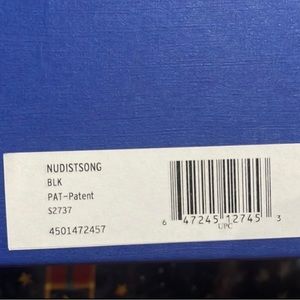 NUDISTSONG
BLK
PAT-Patent
S2737
4501472457
6 47245 12745 3
UPC